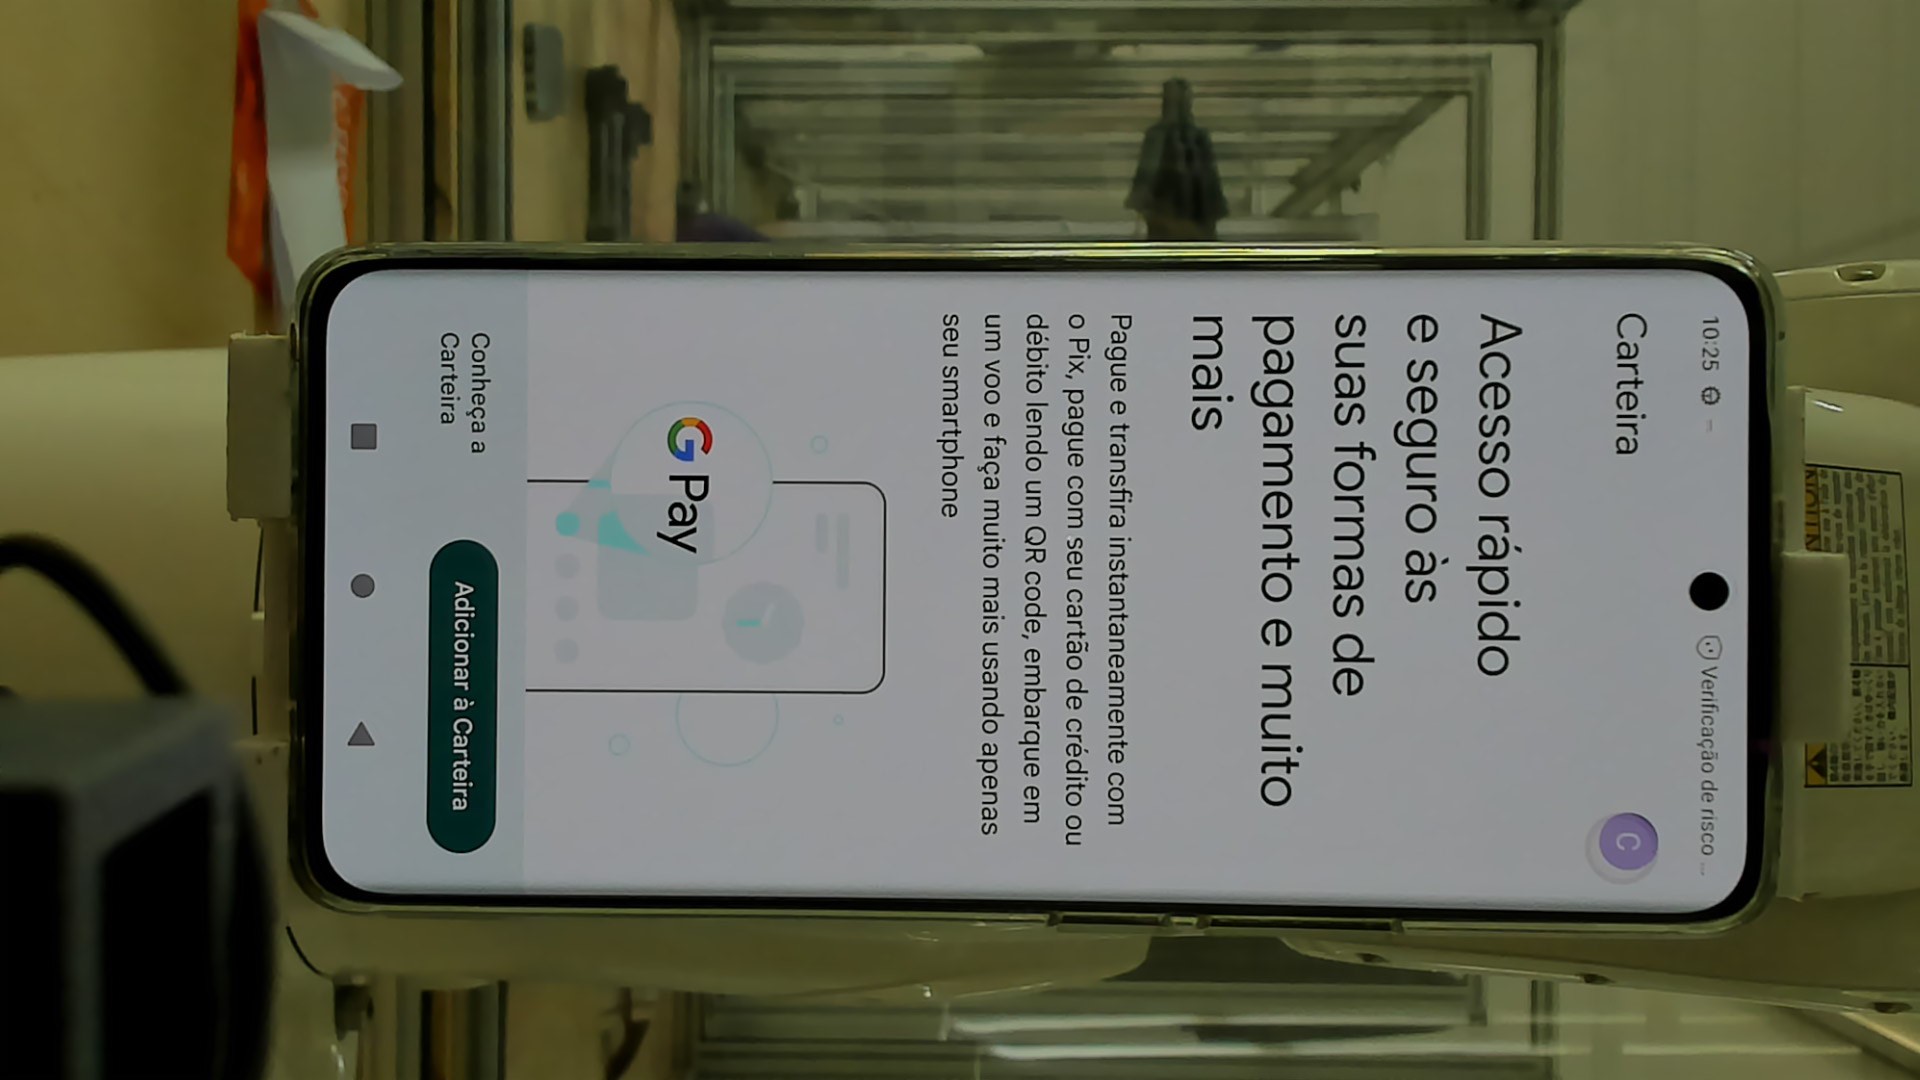 10:25
Verificação de risco ...
Carteira
C
Acesso rápido
e seguro às
suas formas de
pagamento e muito
mais
Pague e transfira instantaneamente com
o Pix, pague com seu cartão de crédito ou
débito lendo um QR code, embarque em
um voo e faça muito mais usando apenas
seu smartphone
G Pay
Conheça a
Carteira
Adicionar à Carteira